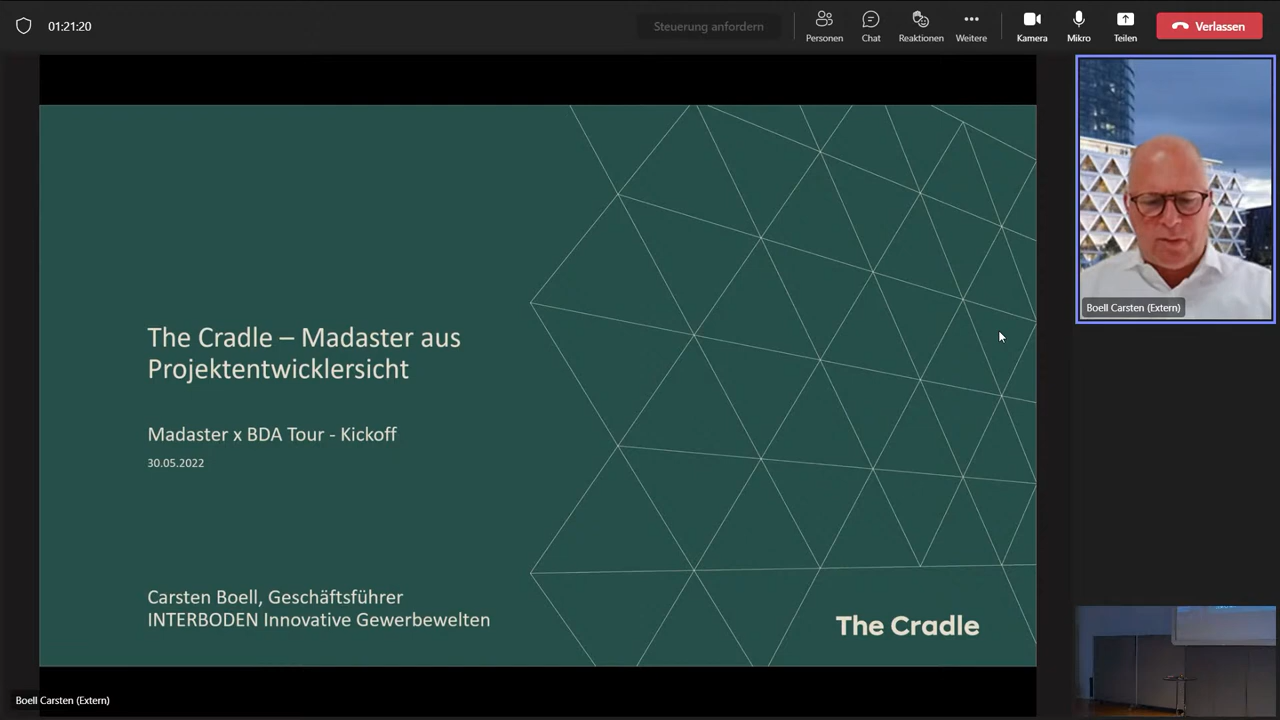 01:21:20
Steuerung anfordern
Personen
Chat
Reaktionen
Weitere
Kamera
Mikro
Teilen
Verlassen
The Cradle – Madaster aus
Projektentwicklersicht
Madaster x BDA Tour - Kickoff
30.05.2022
Carsten Boell, Geschäftsführer
INTERBODEN Innovative Gewerbewelten
The Cradle
Boell Carsten (Extern)
Boell Carsten (Extern)